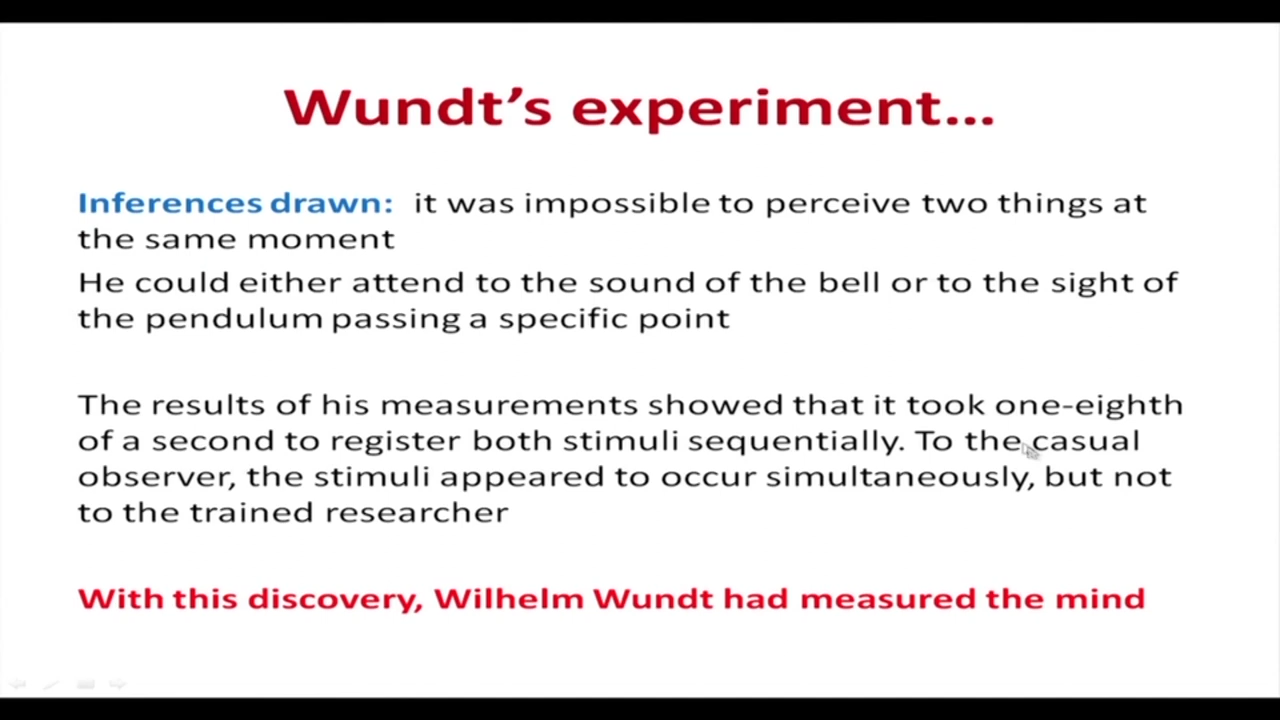 Wundt’s experiment...
Inferences drawn: it was impossible to perceive two things at
the same moment
He could either attend to the sound of the bell or to the sight of
the pendulum passing a specific point
The results of his measurements showed that it took one-eighth
of a second to register both stimuli sequentially. To the casual
observer, the stimuli appeared to occur simultaneously, but not
to the trained researcher
With this discovery, Wilhelm Wundt had measured the mind